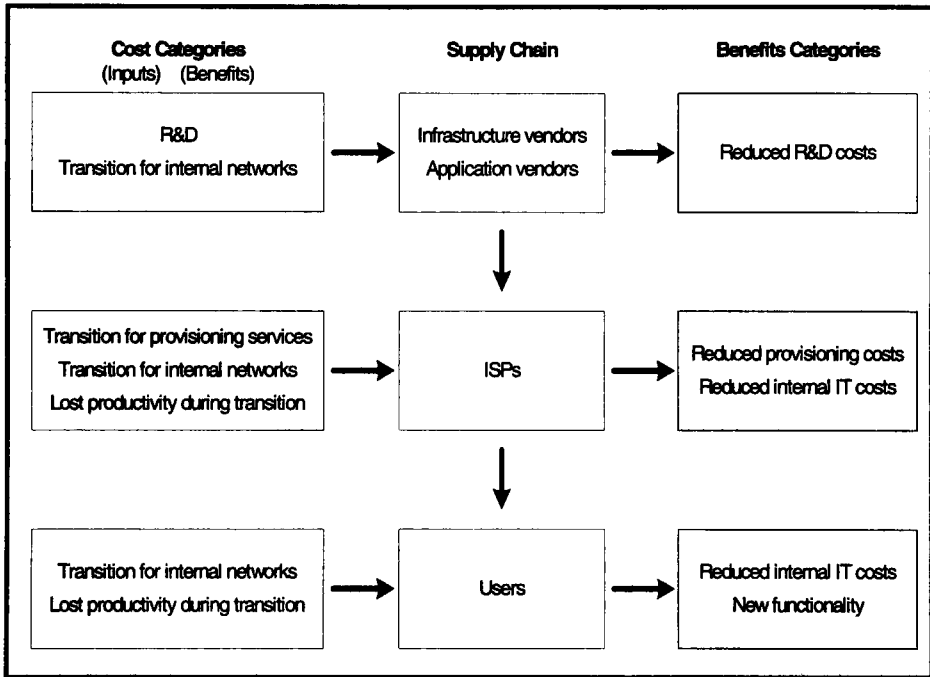 Cost Categories
(Inputs) (Benefits)
Supply Chain
Benefits Categories
R&D
Transition for internal networks
Infrastructure vendors
Application vendors
Reduced R&D costs
Transition for provisioning services
Transition for internal networks
Lost productivity during transition
ISPs
Reduced provisioning costs
Reduced internal IT costs
Transition for internal networks
Lost productivity during transition
Users
Reduced internal IT costs
New functionality